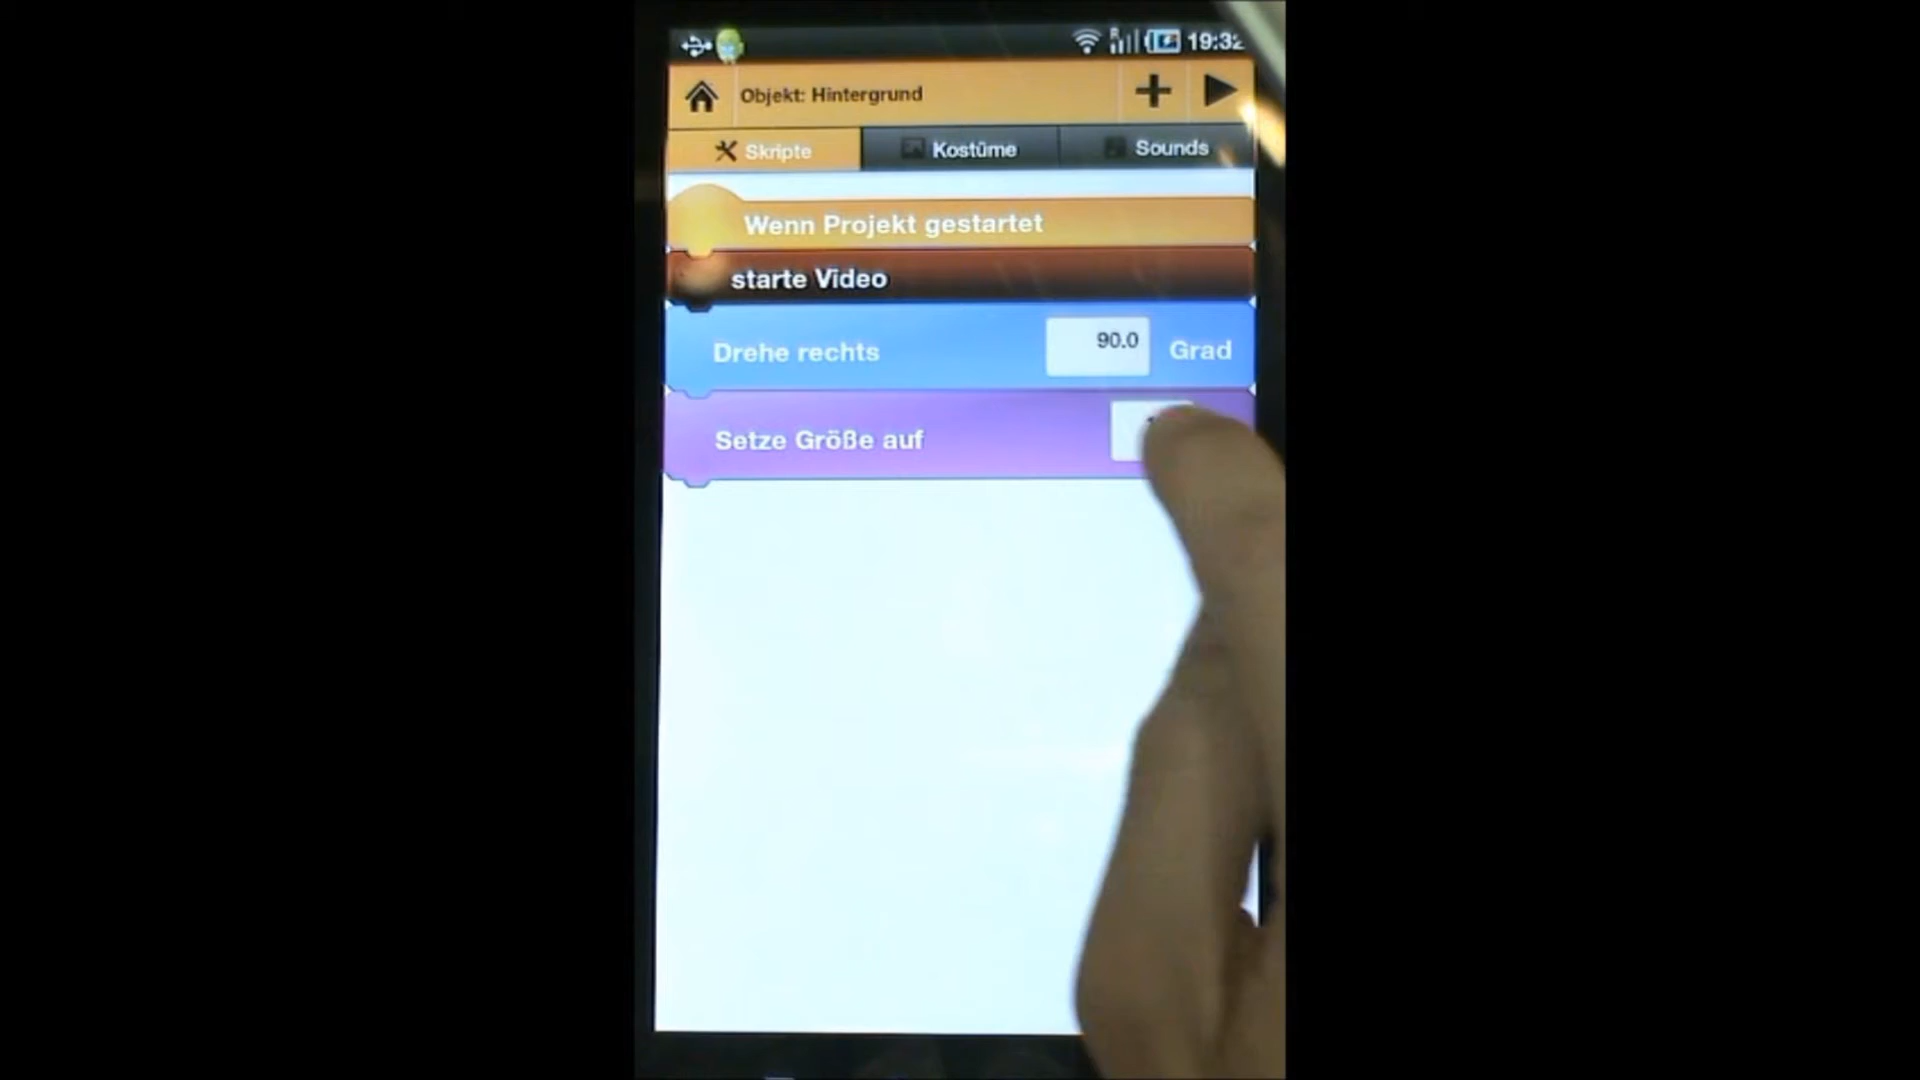 19:32
Objekt: Hintergrund
Skripte Kostüme Sounds
Wenn Projekt gestartet
starte Video
Drehe rechts 90.0 Grad
Setze Größe auf